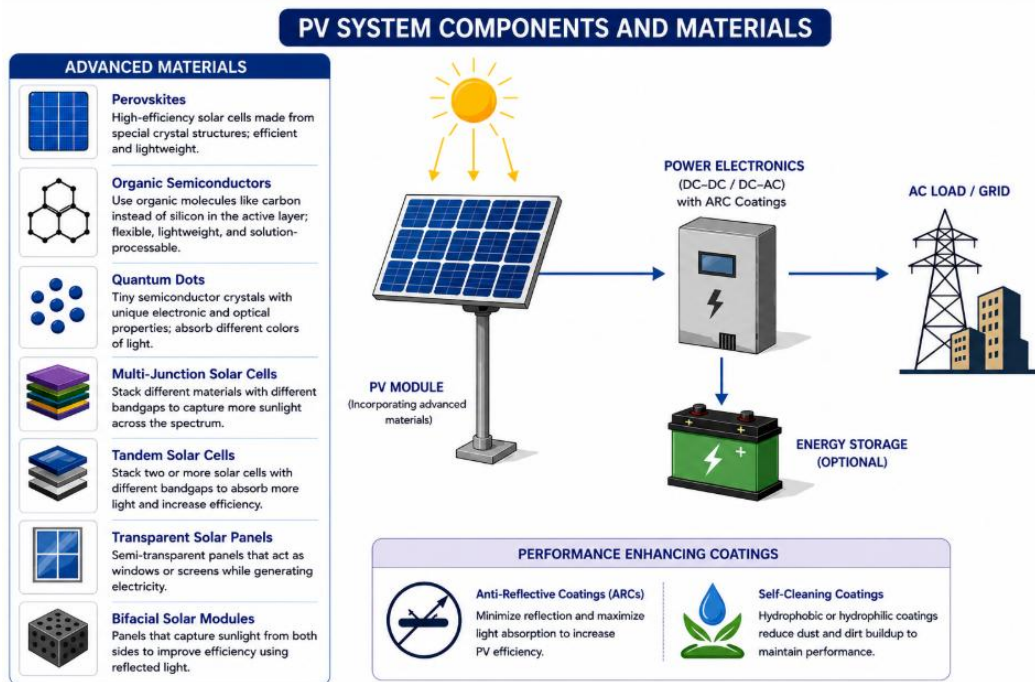 PV SYSTEM COMPONENTS AND MATERIALS
ADVANCED MATERIALS
Perovskites
High-efficiency solar cells made from
special crystal structures; efficient
and lightweight.
Organic Semiconductors
Use organic molecules like carbon
instead of silicon in the active layer;
flexible, lightweight, and solution-
processable.
Quantum Dots
Tiny semiconductor crystals with
unique electronic and optical
properties; absorb different colors
of light.
Multi-Junction Solar Cells
Stack different materials with different
bandgaps to capture more sunlight
across the spectrum.
Tandem Solar Cells
Stack two or more solar cells with
different bandgaps to absorb more
light and increase efficiency.
Transparent Solar Panels
Semi-transparent panels that act as
windows or screens while generating
electricity.
Bifacial Solar Modules
Panels that capture sunlight from both
sides to improve efficiency using
reflected light.
PV MODULE
(Incorporating advanced
materials)
POWER ELECTRONICS
(DC–DC / DC–AC)
with ARC Coatings
AC LOAD / GRID
+ +
+
ENERGY STORAGE
(OPTIONAL)
PERFORMANCE ENHANCING COATINGS
Anti-Reflective Coatings (ARCs)
Minimize reflection and maximize
light absorption to increase
PV efficiency.
Self-Cleaning Coatings
Hydrophobic or hydrophilic coatings
reduce dust and dirt buildup to
maintain performance.